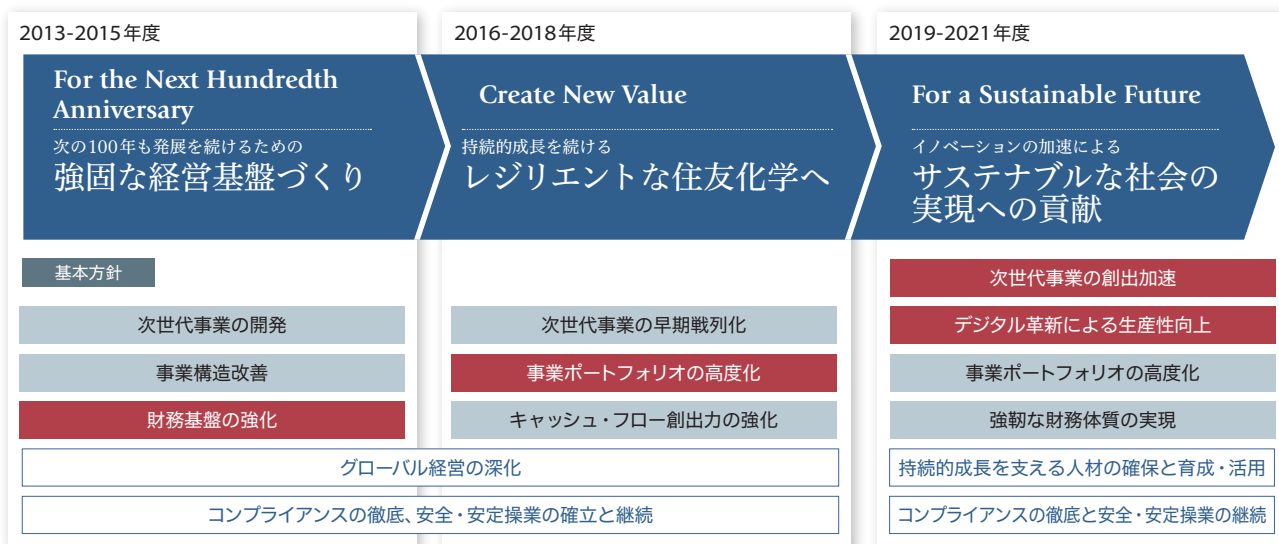 2013-2015年度
2016-2018年度
2019-2021年度
For the Next Hundredth
Anniversary
次の100年も発展を続けるための
強固な経営基盤づくり
Create New Value
持続的成長を続ける
レジリエントな住友化学へ
For a Sustainable Future
イノベーションの加速による
サステナブルな社会の
実現への貢献
基本方針
次世代事業の開発
事業構造改善
財務基盤の強化
次世代事業の早期戦列化
事業ポートフォリオの高度化
キャッシュ・フロー創出力の強化
グローバル経営の深化
コンプライアンスの徹底、安全・安定操業の確立と継続
次世代事業の創出加速
デジタル革新による生産性向上
事業ポートフォリオの高度化
強靭な財務体質の実現
持続的成長を支える人材の確保と育成・活用
コンプライアンスの徹底と安全・安定操業の継続